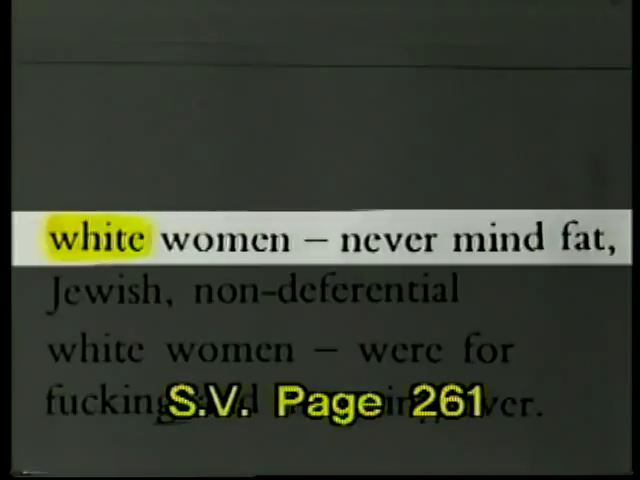 white women – never mind fat,
Jewish, non-deferential
white women – were for
fucking
S.V. Page 261